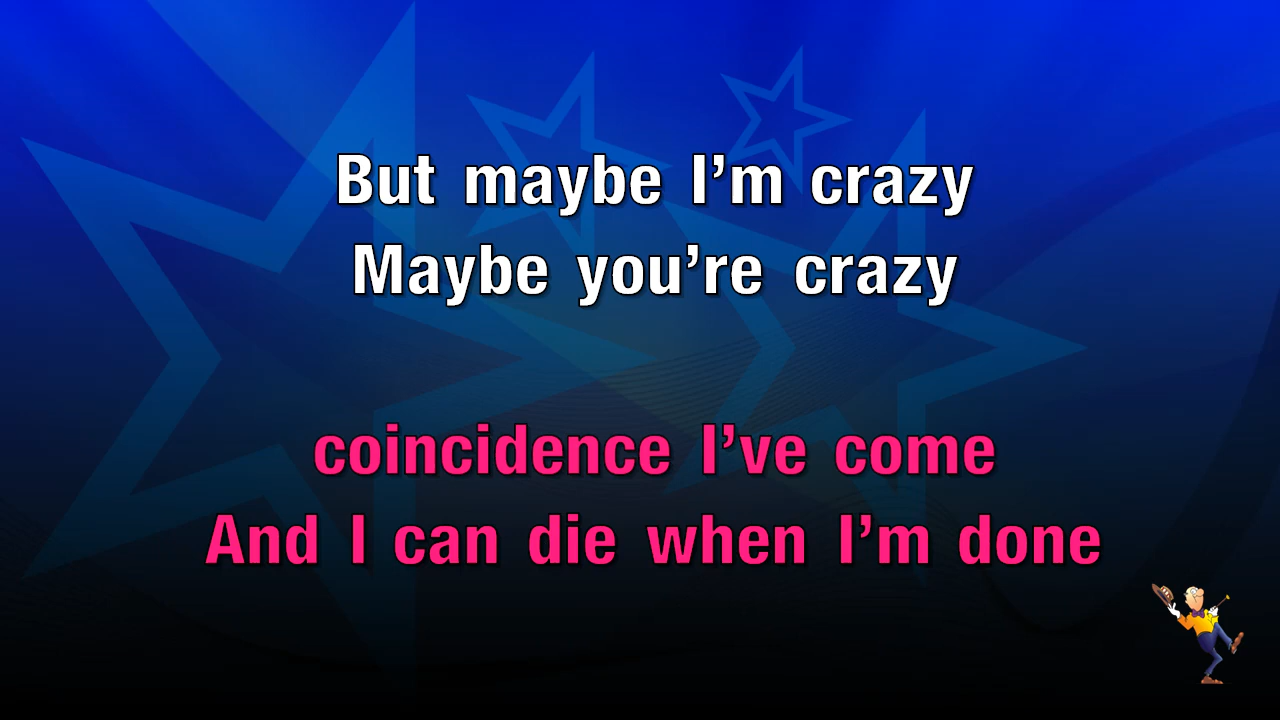 But maybe I’m crazy
Maybe you’re crazy
coincidence I’ve come
And I can die when I’m done